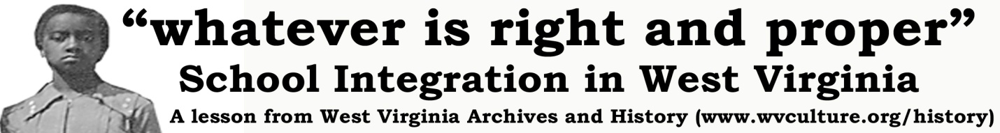 “whatever is right and proper”
School Integration in West Virginia
A lesson from West Virginia Archives and History (www.wvculture.org/history)